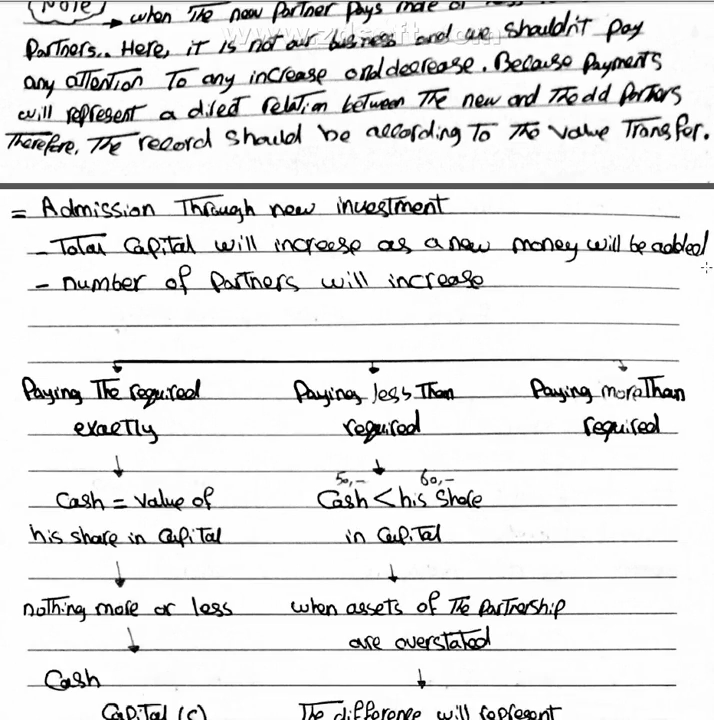 (Note)
when The new Partner Pays more or less
Partners.. Here, it is not our business and we shouldn't pay
any attention To any increase and decrease. Because Payments
will represent a direct relation between The new and The old Partners
Therefore, The record should be according To The value Transfer.
= Admission Through new investment
- Total Capital will increase as a new money will be added
- number of Partners will increase
Paying The required Paying less Than Paying more Than
exactly required required
50,- 60,-
Cash = value of Cash < his Share
his share in Capital in Capital
nothing more or less when assets of The Partnership
are overstated
Cash
Capital (c) The difference will represent